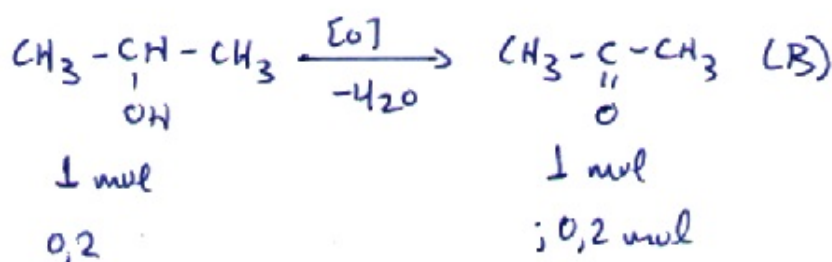 CH3 - CH - CH3 [O] → CH3 - C - CH3 (B)
-H2O
OH O
1 mol 1 mol
0,2 ; 0,2 mol